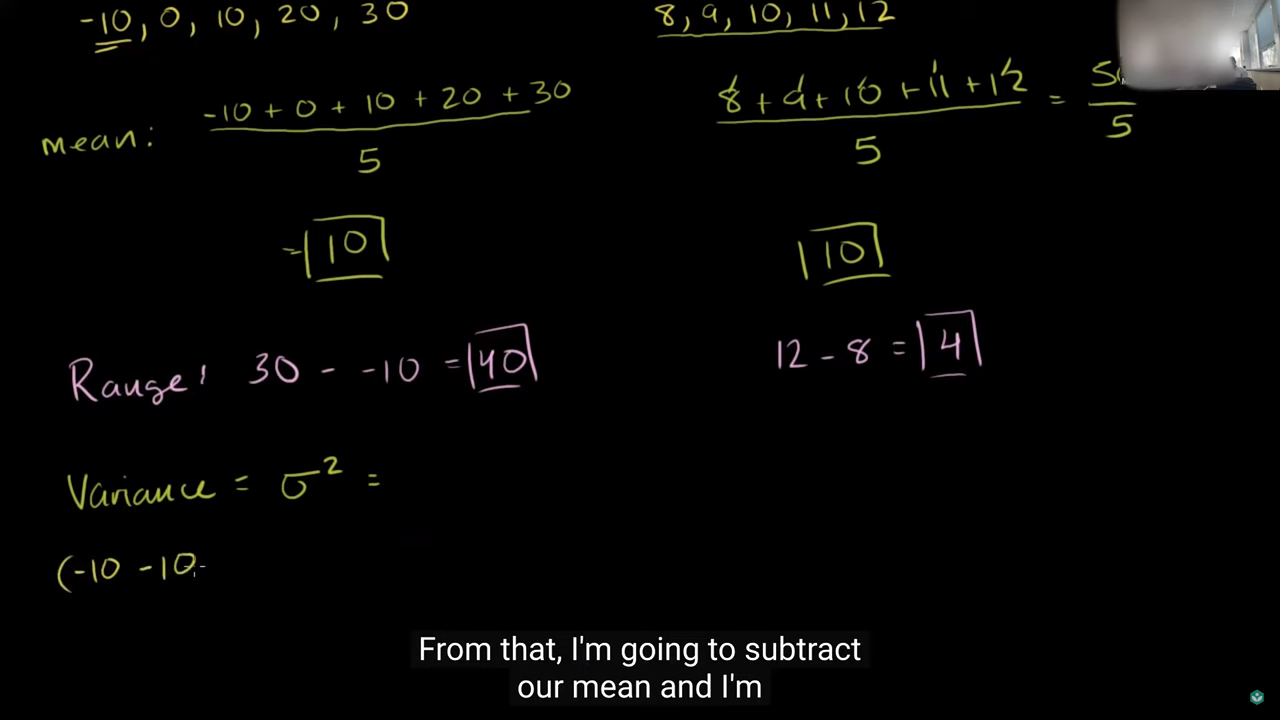 -10, 0, 10, 20, 30
8, 9, 10, 11, 12
mean:
-10 + 0 + 10 + 20 + 30
5
8 + 9 + 10 + 11 + 12 =
5
5
= 10
10
Range: 30 - -10 = 40
12 - 8 = 4
Variance = σ² =
(-10 -10
From that, I'm going to subtract
our mean and I'm